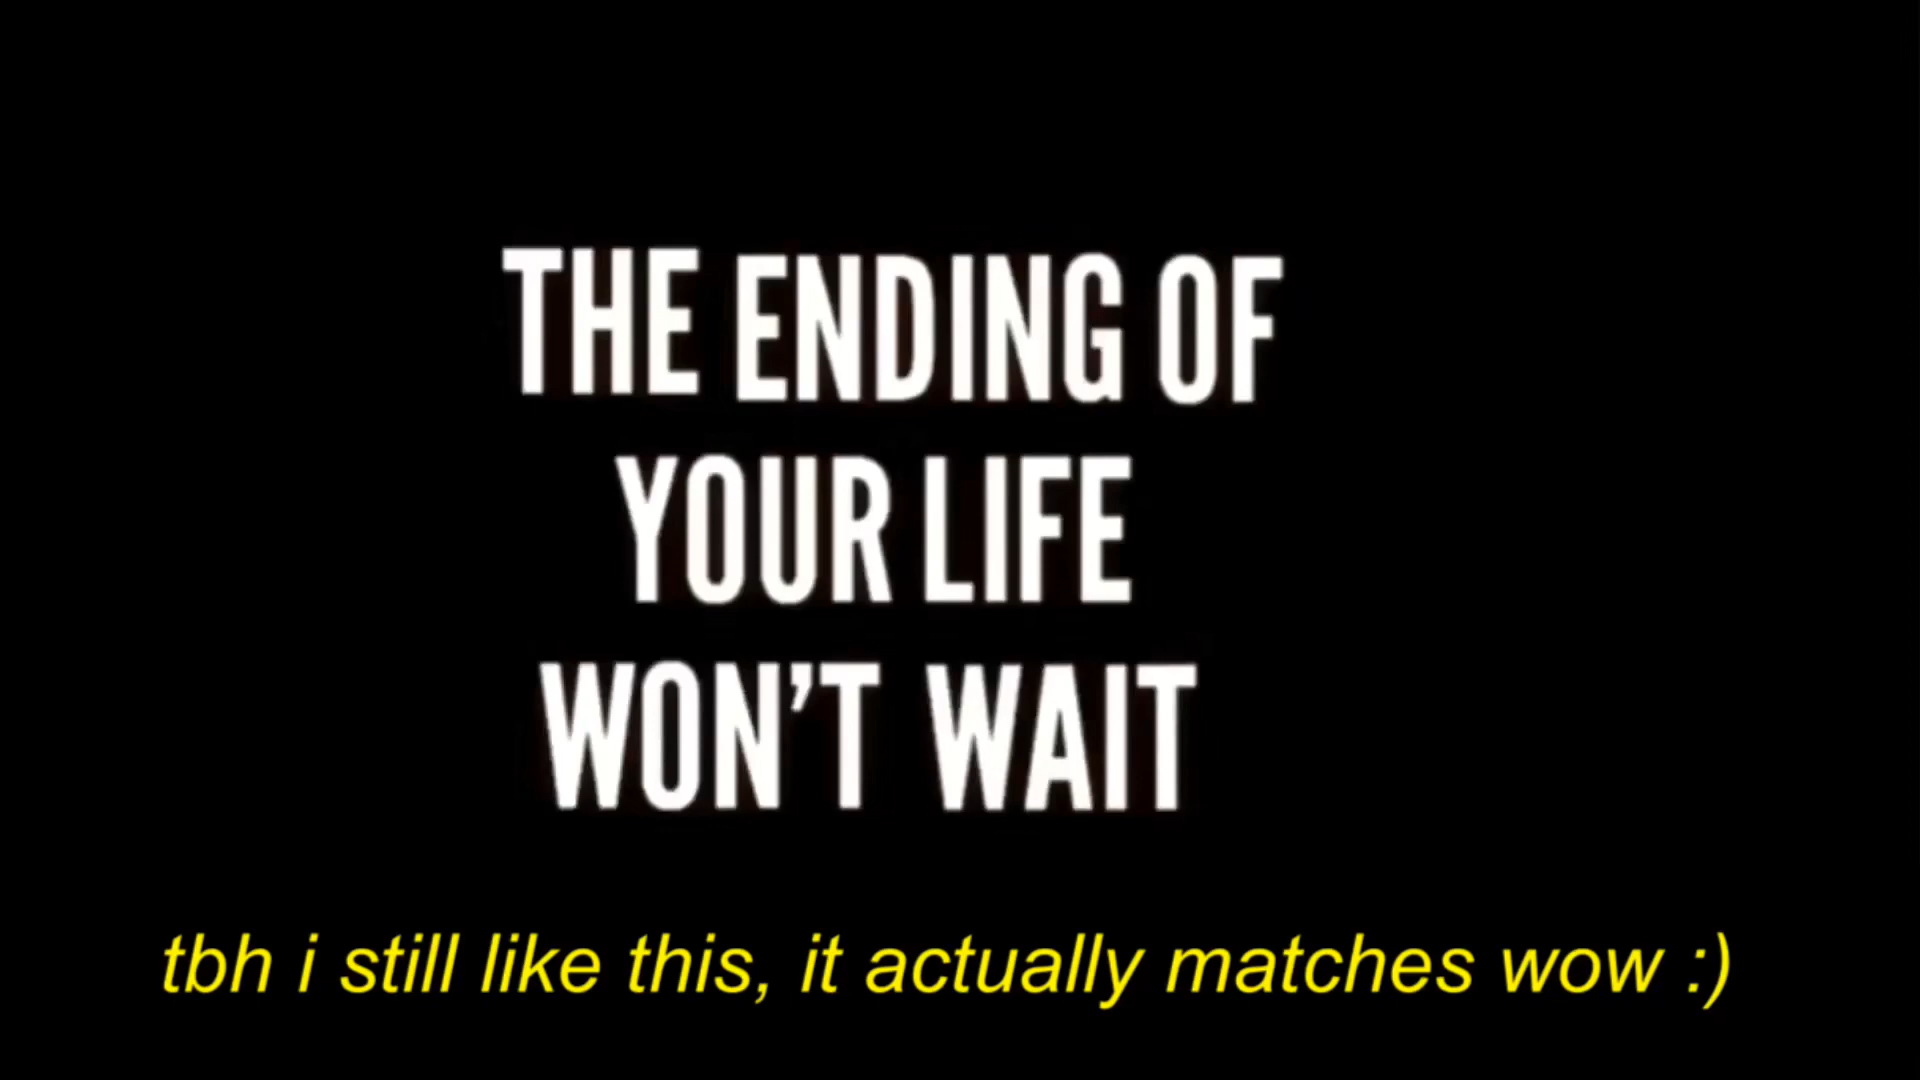 THE ENDING OF
YOUR LIFE
WON'T WAIT
tbh i still like this, it actually matches wow :)